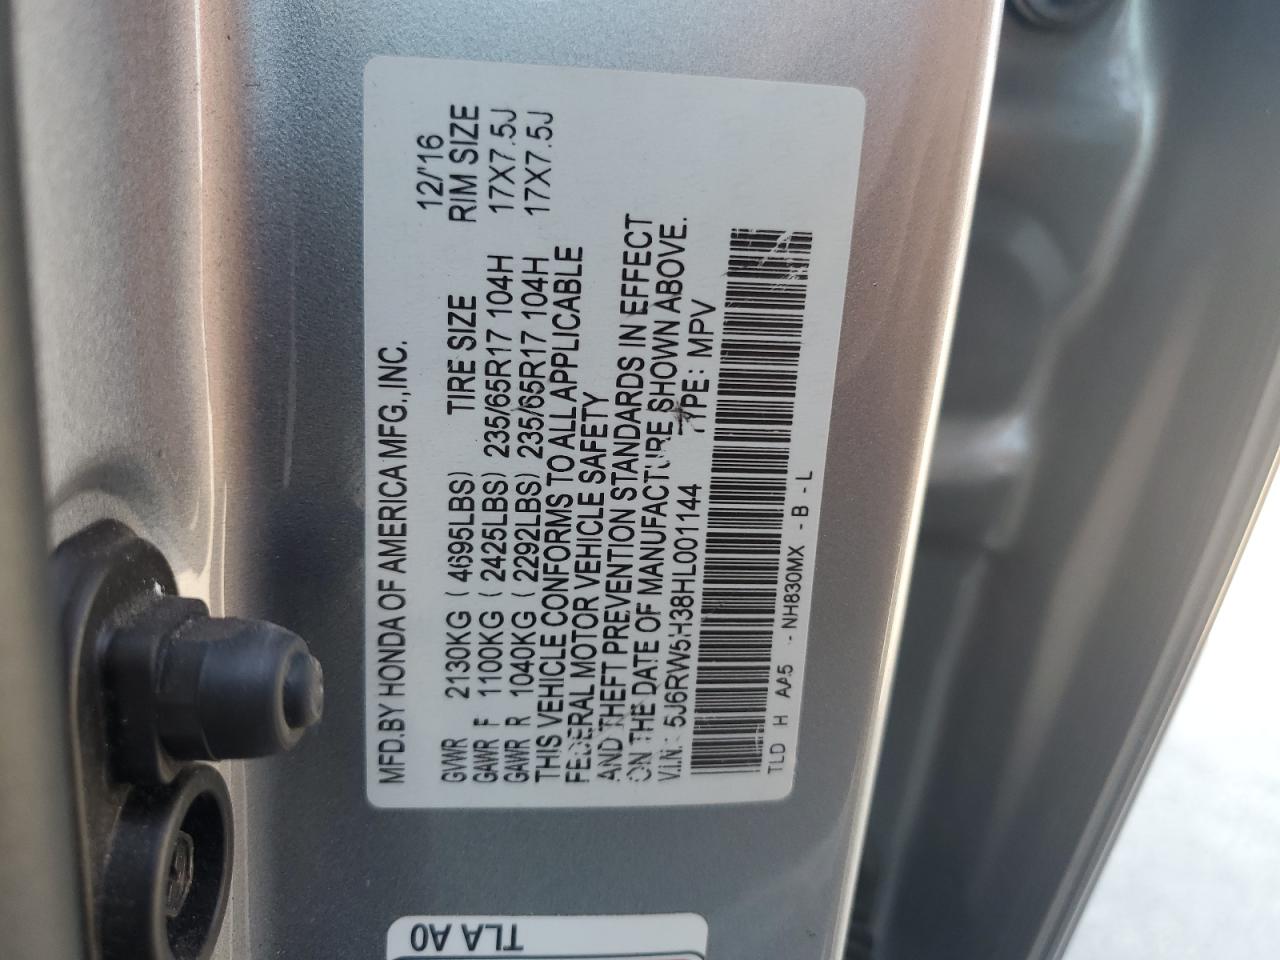 MFD.BY HONDA OF AMERICA MFG.,INC.
12/'16
GVWR 2130KG ( 4695LBS) TIRE SIZE RIM SIZE
GAWR F 1100KG ( 2425LBS) 235/65R17 104H 17X7.5J
GAWR R 1040KG ( 2292LBS) 235/65R17 104H 17X7.5J
THIS VEHICLE CONFORMS TO ALL APPLICABLE
FEDERAL MOTOR VEHICLE SAFETY
AND THEFT PREVENTION STANDARDS IN EFFECT
ON THE DATE OF MANUFACTURE SHOWN ABOVE.
V.I.N.: 5J6RW5H38HL001144 TYPE: MPV
TLD H AA5 - NH830MX - B - L
TLA A0